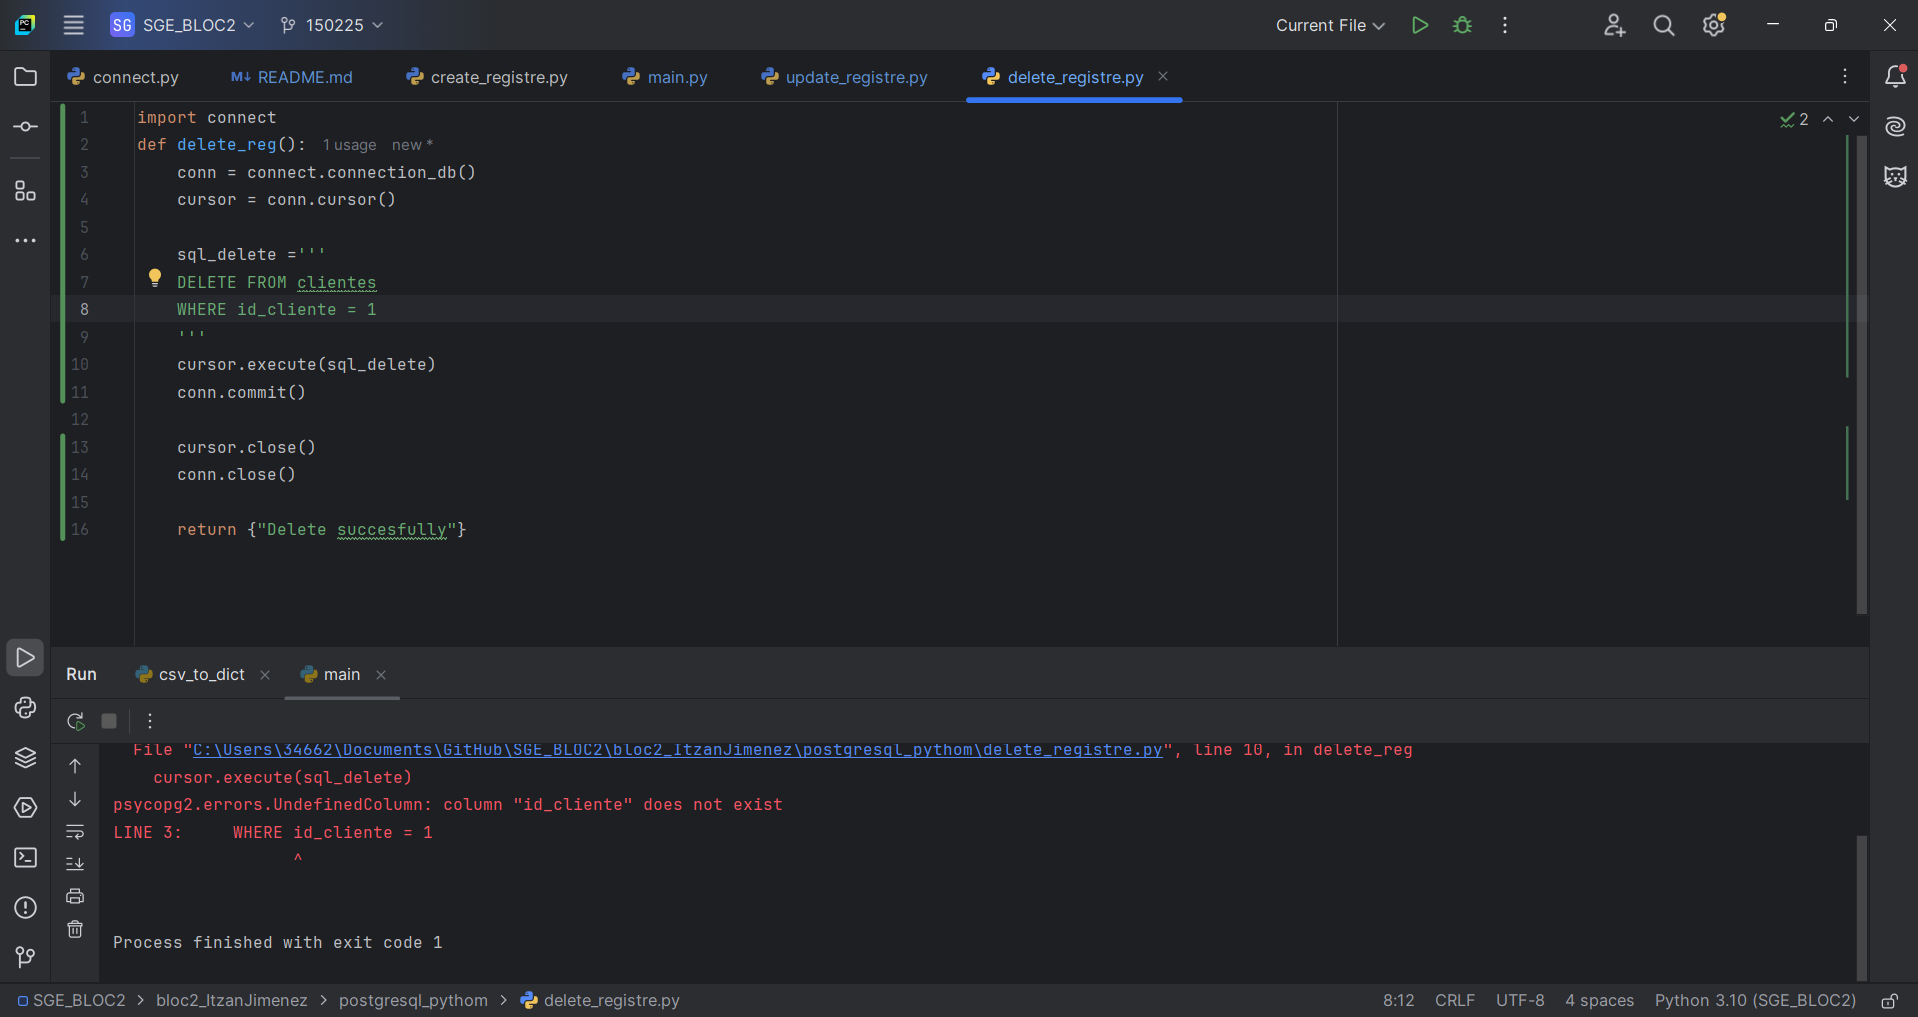 SG SGE_BLOC2 150225 Current File
connect.py README.md create_registre.py main.py update_registre.py delete_registre.py
1 import connect
2 def delete_reg(): 1 usage new *
3 conn = connect.connection_db()
4 cursor = conn.cursor()
5
6 sql_delete ='''
7 DELETE FROM clientes
8 WHERE id_cliente = 1
9 '''
10 cursor.execute(sql_delete)
11 conn.commit()
12
13 cursor.close()
14 conn.close()
15
16 return {"Delete succesfully"}
2
Run csv_to_dict main
File "C:\Users\34662\Documents\GitHub\SGE_BLOC2\bloc2_ItzanJimenez\postgresql_pythom\delete_registre.py", line 10, in delete_reg
cursor.execute(sql_delete)
psycopg2.errors.UndefinedColumn: column "id_cliente" does not exist
LINE 3: WHERE id_cliente = 1
^
Process finished with exit code 1
SGE_BLOC2 > bloc2_ItzanJimenez > postgresql_pythom > delete_registre.py 8:12 CRLF UTF-8 4 spaces Python 3.10 (SGE_BLOC2)